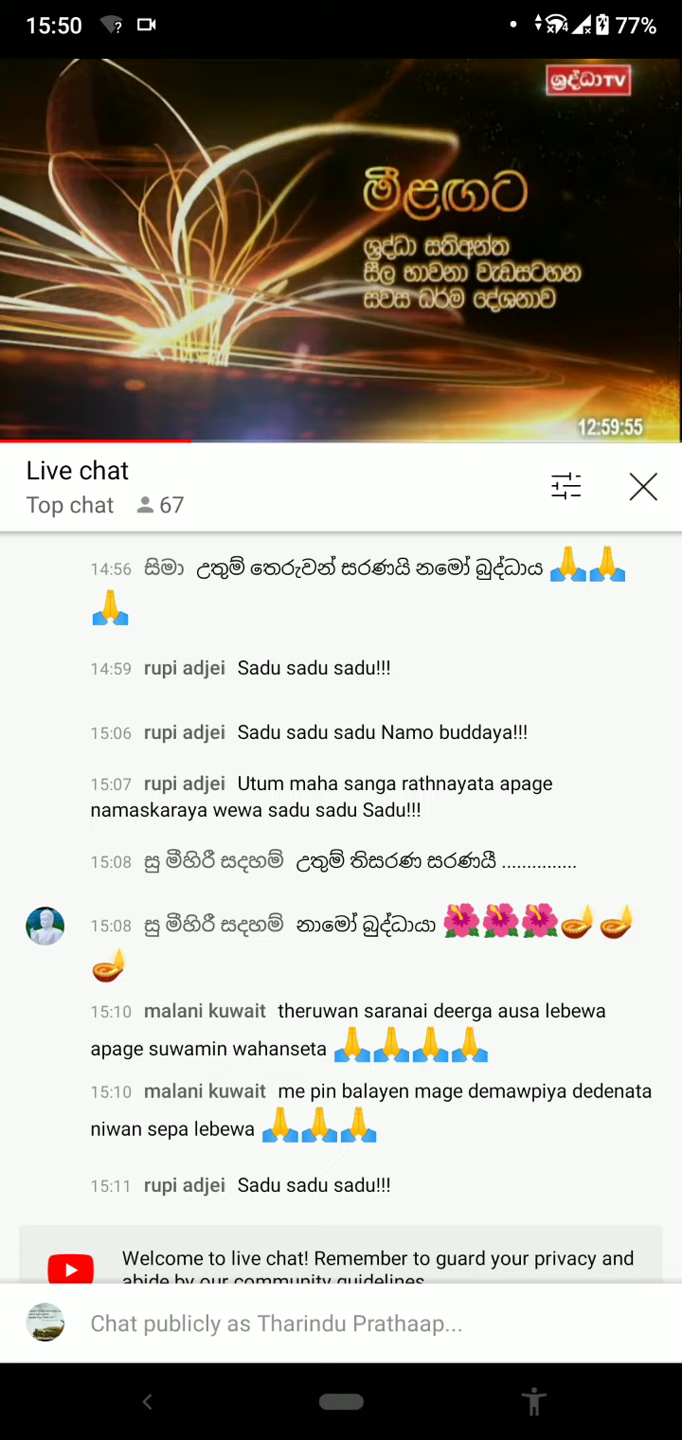 15:50
77%
ශ්‍රද්ධාTV
මීළඟට
ශ්‍රද්ධා සතිඅන්ත
සීල භාවනා වැඩසටහන
සවස ධර්ම දේශනාව
12:59:55
Live chat
Top chat 67
14:56 සිමා උතුම් තෙරුවන් සරණයි නමෝ බුද්ධාය 🙏🙏
🙏
14:59 rupi adjei Sadu sadu sadu!!!
15:06 rupi adjei Sadu sadu sadu Namo buddaya!!!
15:07 rupi adjei Utum maha sanga rathnayata apage
namaskaraya wewa sadu sadu Sadu!!!
15:08 සු මීහිරී සදහම් උතුම් තිසරණ සරණයී ...............
15:08 සු මීහිරී සදහම් නාමෝ බුද්ධායා 🌺🌺🌺🪔🪔
🪔
15:10 malani kuwait theruwan saranai deerga ausa lebewa
apage suwamin wahanseta 🙏🙏🙏🙏
15:10 malani kuwait me pin balayen mage demawpiya dedenata
niwan sepa lebewa 🙏🙏🙏
15:11 rupi adjei Sadu sadu sadu!!!
Welcome to live chat! Remember to guard your privacy and
abide by our community guidelines
Chat publicly as Tharindu Prathaap...